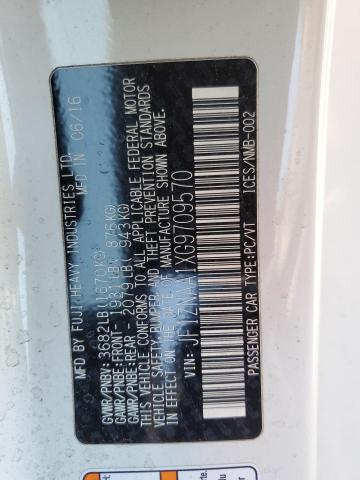 MFD BY FUJI HEAVY INDUSTRIES LTD.
MFD IN 06/16
GVWR/PNBV: 3682LB(1670KG)
GAWR/PNBE:FRONT- 1931LB( 876KG)
GAWR/PNBE:REAR - 2079LB( 943KG)
THIS VEHICLE CONFORMS TO ALL APPLICABLE FEDERAL MOTOR
VEHICLE SAFETY,BUMPER AND THEFT PREVENTION STANDARDS
IN EFFECT ON THE DATE OF MANUFACTURE SHOWN ABOVE.
VIN: 1XG9709570
PASSENGER CAR TYPE:PC/VT ICES/NMB-002